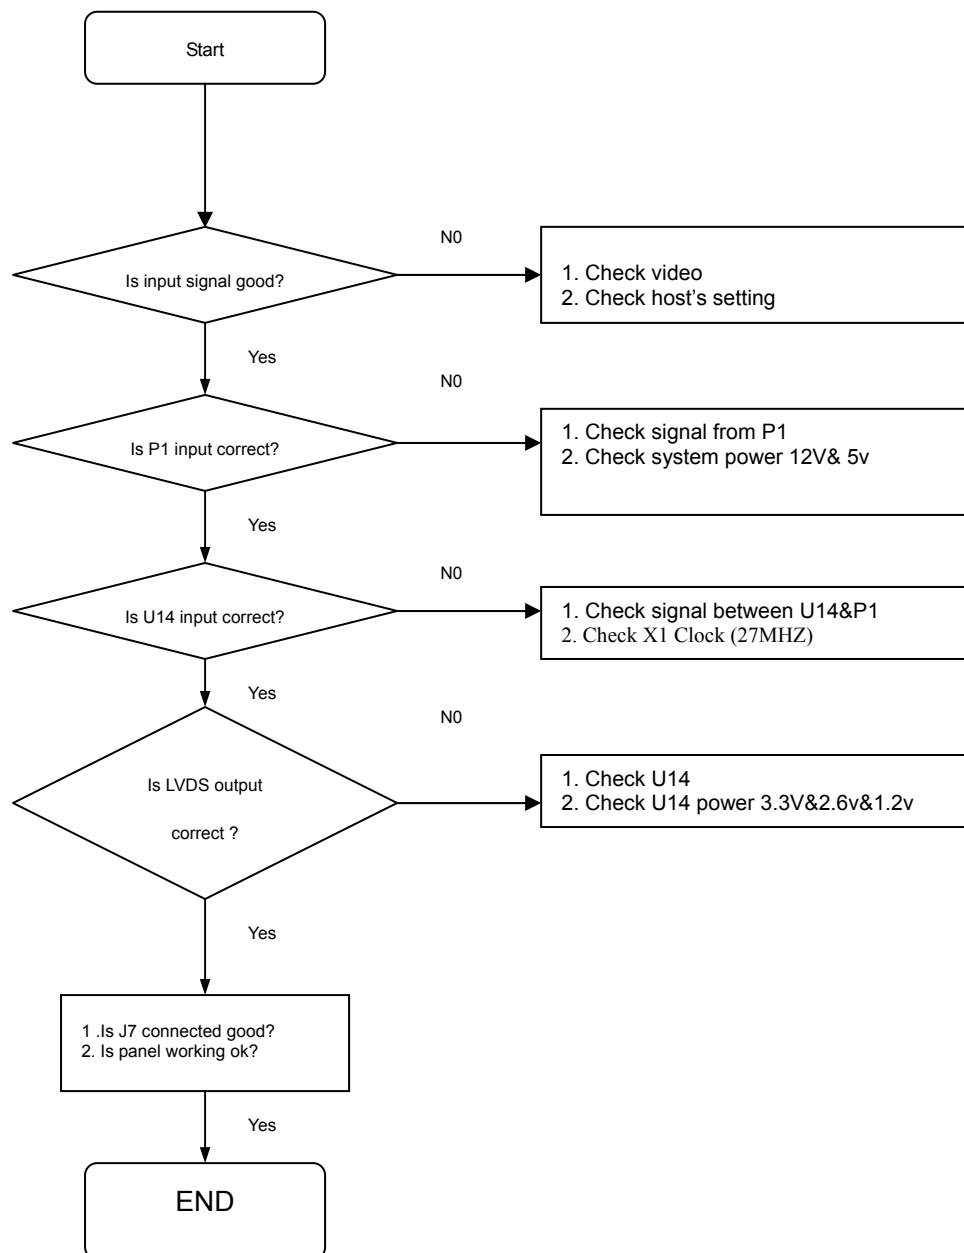 Start
N0
Is input signal good?
1. Check video
2. Check host's setting
Yes
N0
Is P1 input correct?
1. Check signal from P1
2. Check system power 12V& 5v
Yes
N0
Is U14 input correct?
1. Check signal between U14&P1
2. Check X1 Clock (27MHZ)
Yes
N0
Is LVDS output
correct ?
1. Check U14
2. Check U14 power 3.3V&2.6v&1.2v
Yes
1 .Is J7 connected good?
2. Is panel working ok?
Yes
END